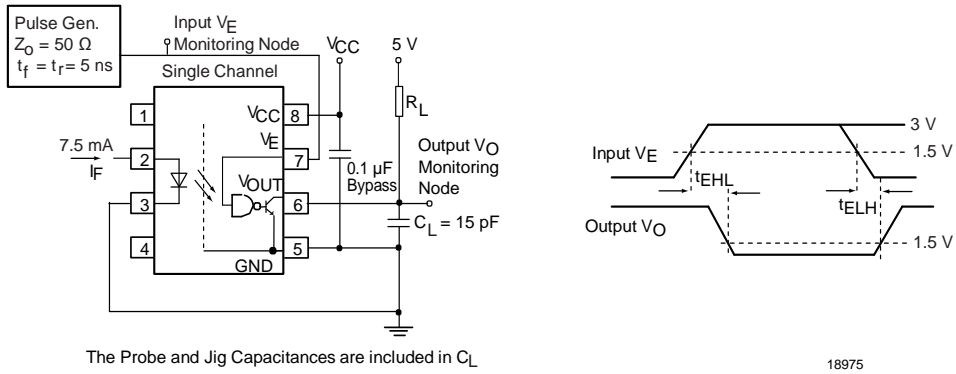 Pulse Gen.
Z_O = 50 Ω
t_f = t_r = 5 ns
Input V_E
Monitoring Node
Single Channel
V_CC
5 V
R_L
1
2
3
4
8
7
6
5
V_CC
V_E
V_OUT
GND
7.5 mA
I_F
0.1 µF
Bypass
Output V_O
Monitoring
Node
C_L = 15 pF
The Probe and Jig Capacitances are included in C_L
3 V
Input V_E
1.5 V
t_EHL
t_ELH
Output V_O
1.5 V
18975